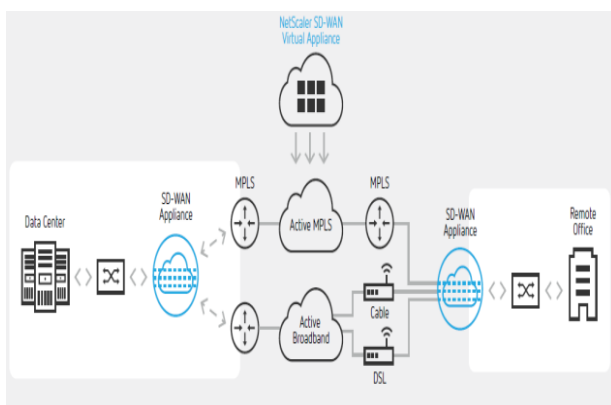 NetScaler SD-WAN
Virtual Appliance
MPLS
MPLS
SD-WAN
Appliance
Data Center
Active MPLS
SD-WAN
Appliance
Remote
Office
Cable
Active
Broadband
DSL